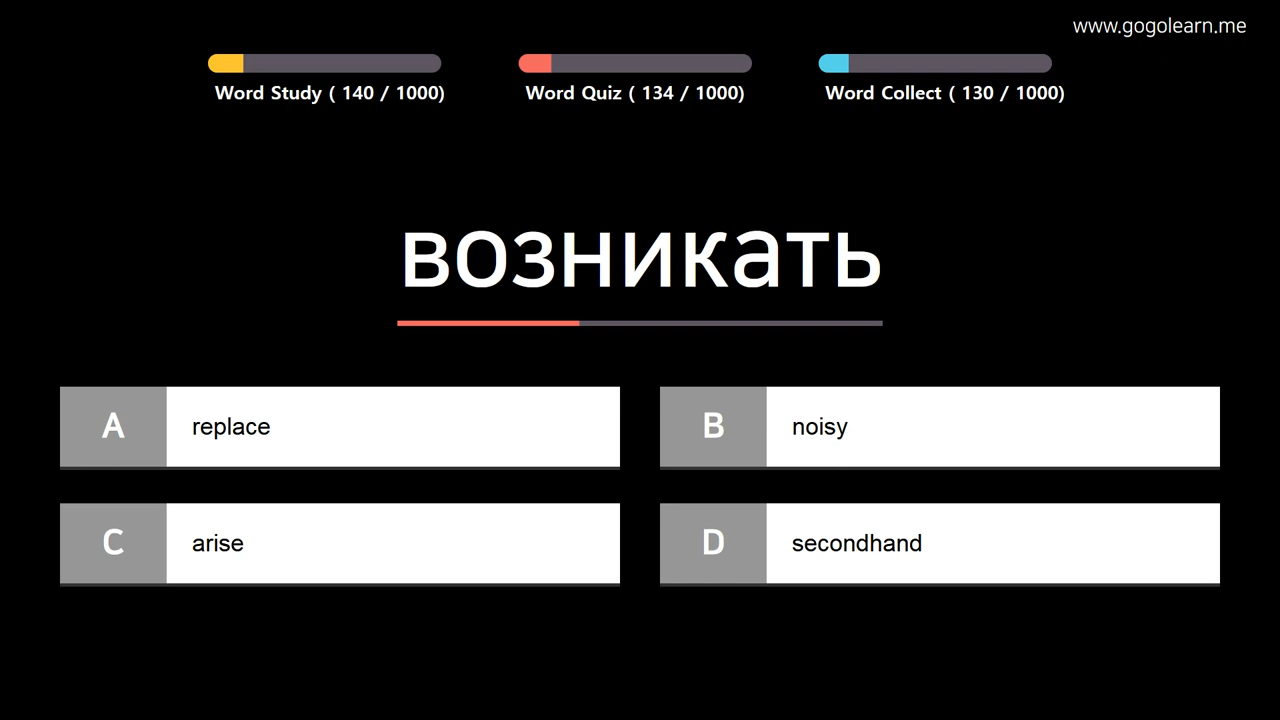 www.gogolearn.me
Word Study ( 140 / 1000)
Word Quiz ( 134 / 1000)
Word Collect ( 130 / 1000)
возникать
A replace
B noisy
C arise
D secondhand